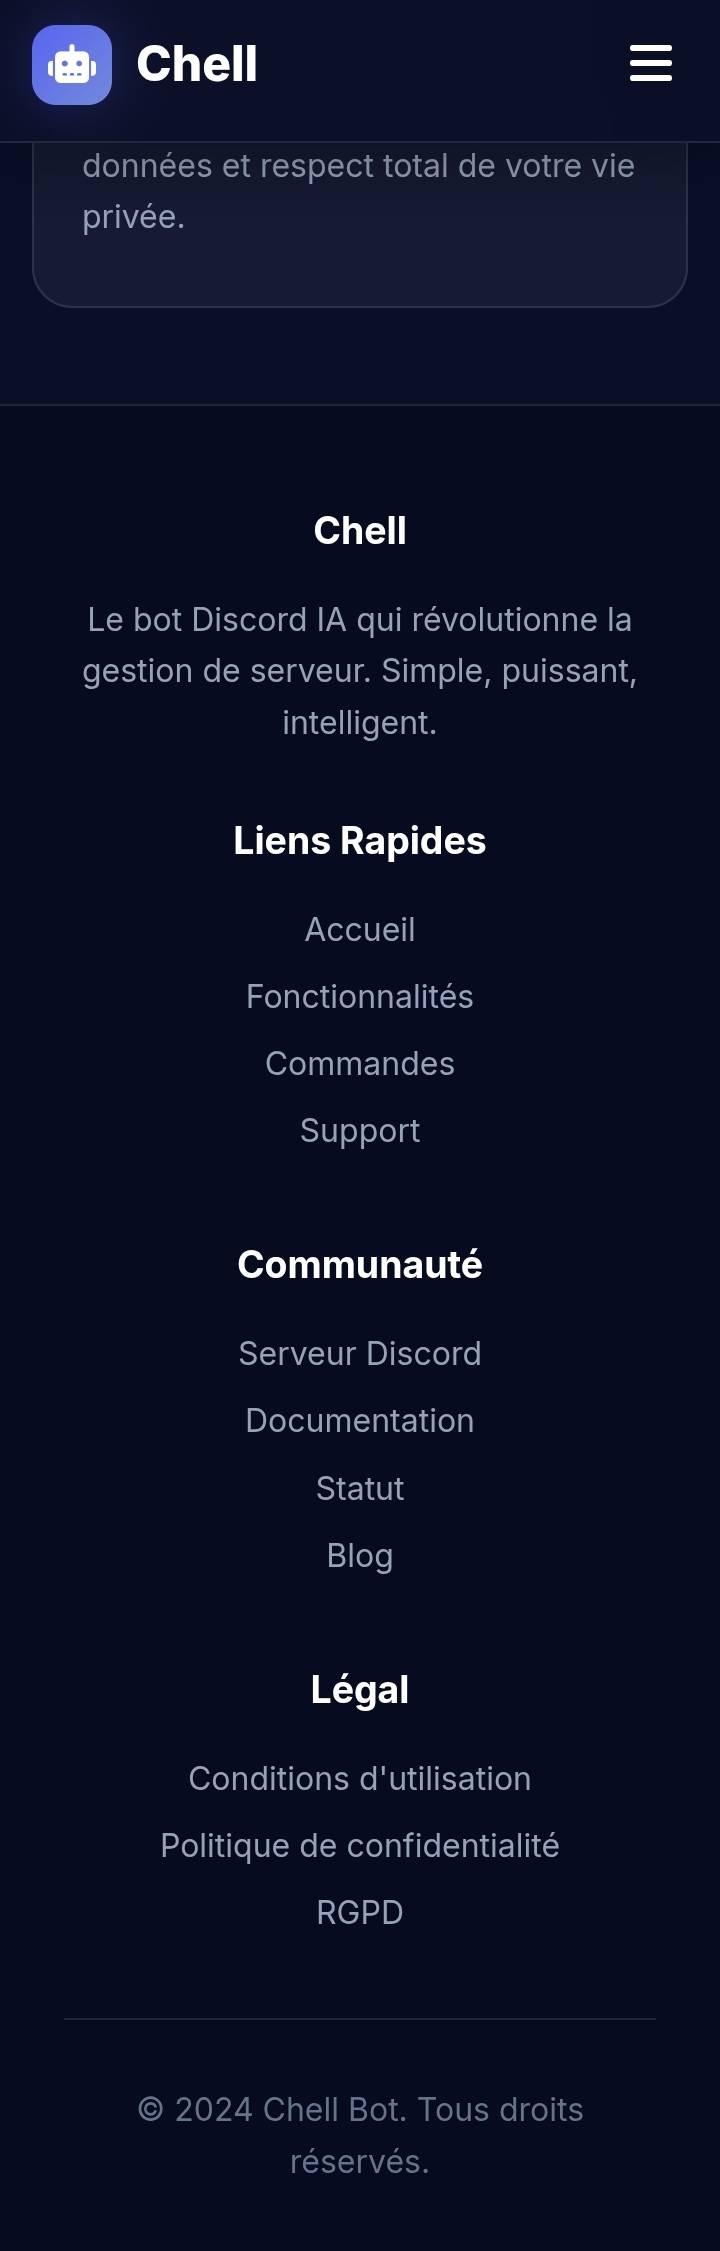 Chell
données et respect total de votre vie
privée.
Chell
Le bot Discord IA qui révolutionne la
gestion de serveur. Simple, puissant,
intelligent.
Liens Rapides
Accueil
Fonctionnalités
Commandes
Support
Communauté
Serveur Discord
Documentation
Statut
Blog
Légal
Conditions d'utilisation
Politique de confidentialité
RGPD
© 2024 Chell Bot. Tous droits
réservés.